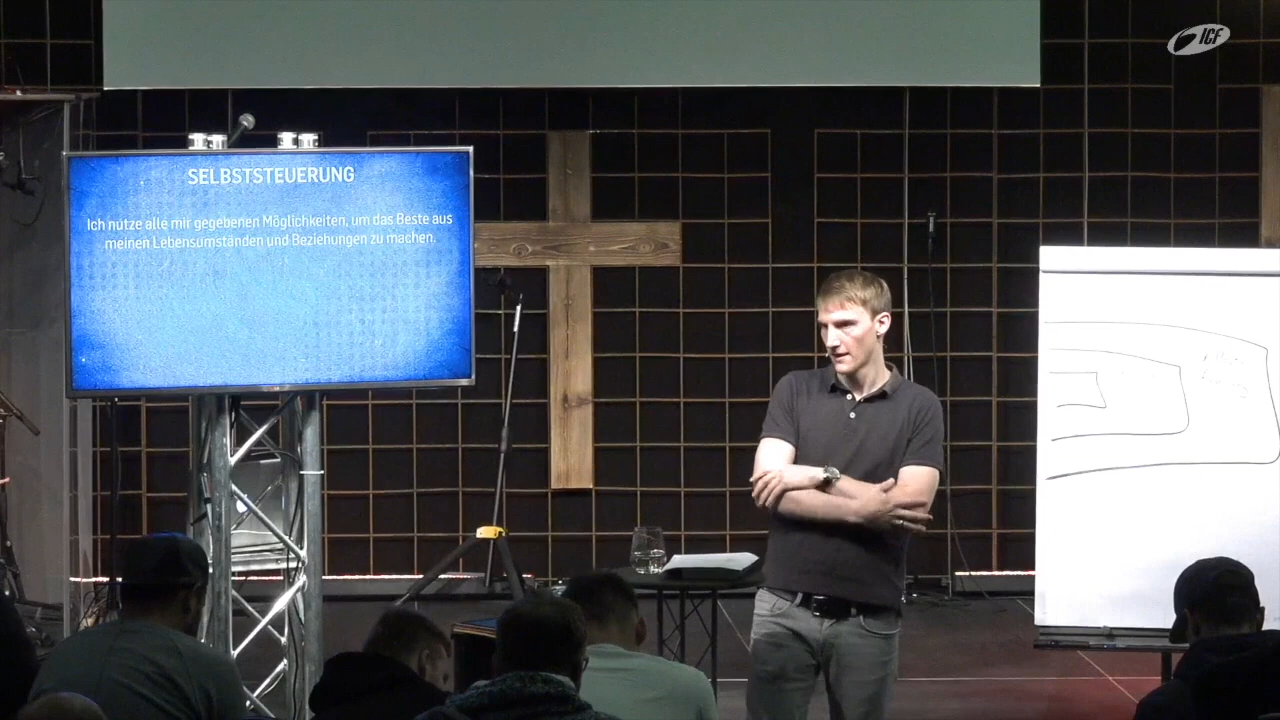 SELBSTSTEUERUNG
Ich nutze alle mir gegebenen Möglichkeiten, um das Beste aus
meinen Lebensumständen und Beziehungen zu machen.
ICF